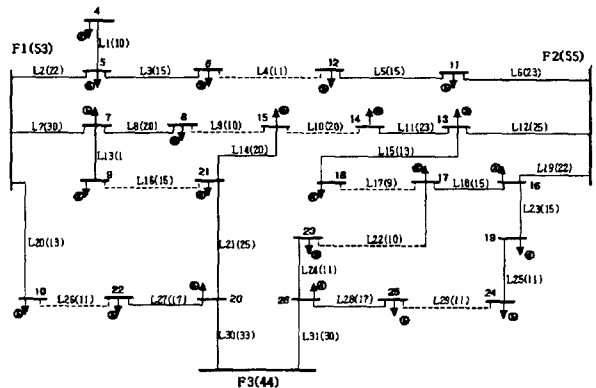 4
F1(53)
L1(10)
5
6
12
11
F2(55)
L2(22)
L3(15)
L4(11)
L5(15)
L6(23)
7
8
15
14
13
L7(30)
L8(20)
L9(10)
L10(20)
L11(23)
L12(25)
L13(1
L14(20)
L15(13)
9
21
18
17
16
L19(22)
L16(15)
L17(9)
L18(15)
L23(15)
23
19
L20(13)
L21(25)
L22(10)
L24(11)
L25(11)
10
22
20
26
25
24
L26(11)
L27(17)
L28(17)
L29(11)
L30(33)
L31(30)
F3(44)